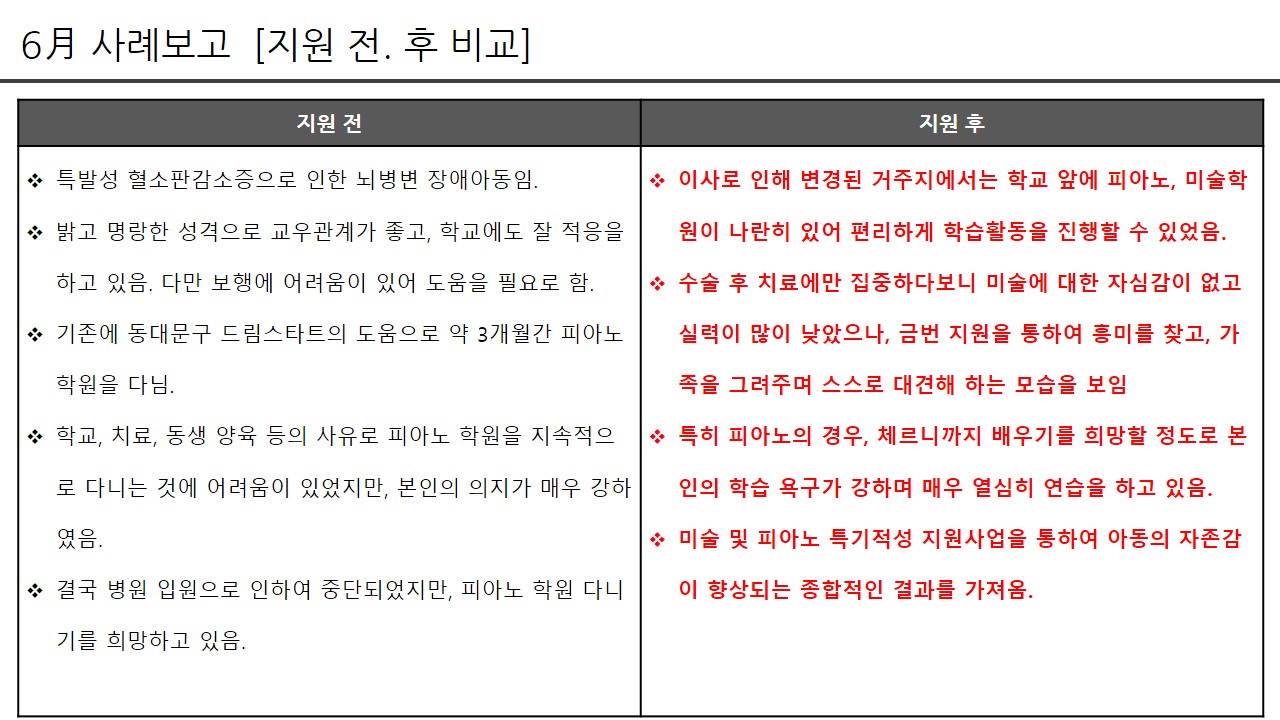 6月 사례보고 [지원 전. 후 비교]
지원 전
❖ 특발성 혈소판감소증으로 인한 뇌병변 장애아동임.
❖ 밝고 명랑한 성격으로 교우관계가 좋고, 학교에도 잘 적응을
하고 있음. 다만 보행에 어려움이 있어 도움을 필요로 함.
❖ 기존에 동대문구 드림스타트의 도움으로 약 3개월간 피아노
학원을 다님.
❖ 학교, 치료, 동생 양육 등의 사유로 피아노 학원을 지속적으
로 다니는 것에 어려움이 있었지만, 본인의 의지가 매우 강하
였음.
❖ 결국 병원 입원으로 인하여 중단되었지만, 피아노 학원 다니
기를 희망하고 있음.
지원 후
❖ 이사로 인해 변경된 거주지에서는 학교 앞에 피아노, 미술학
원이 나란히 있어 편리하게 학습활동을 진행할 수 있었음.
❖ 수술 후 치료에만 집중하다보니 미술에 대한 자심감이 없고
실력이 많이 낮았으나, 금번 지원을 통하여 흥미를 찾고, 가
족을 그려주며 스스로 대견해 하는 모습을 보임
❖ 특히 피아노의 경우, 체르니까지 배우기를 희망할 정도로 본
인의 학습 욕구가 강하며 매우 열심히 연습을 하고 있음.
❖ 미술 및 피아노 특기적성 지원사업을 통하여 아동의 자존감
이 향상되는 종합적인 결과를 가져옴.